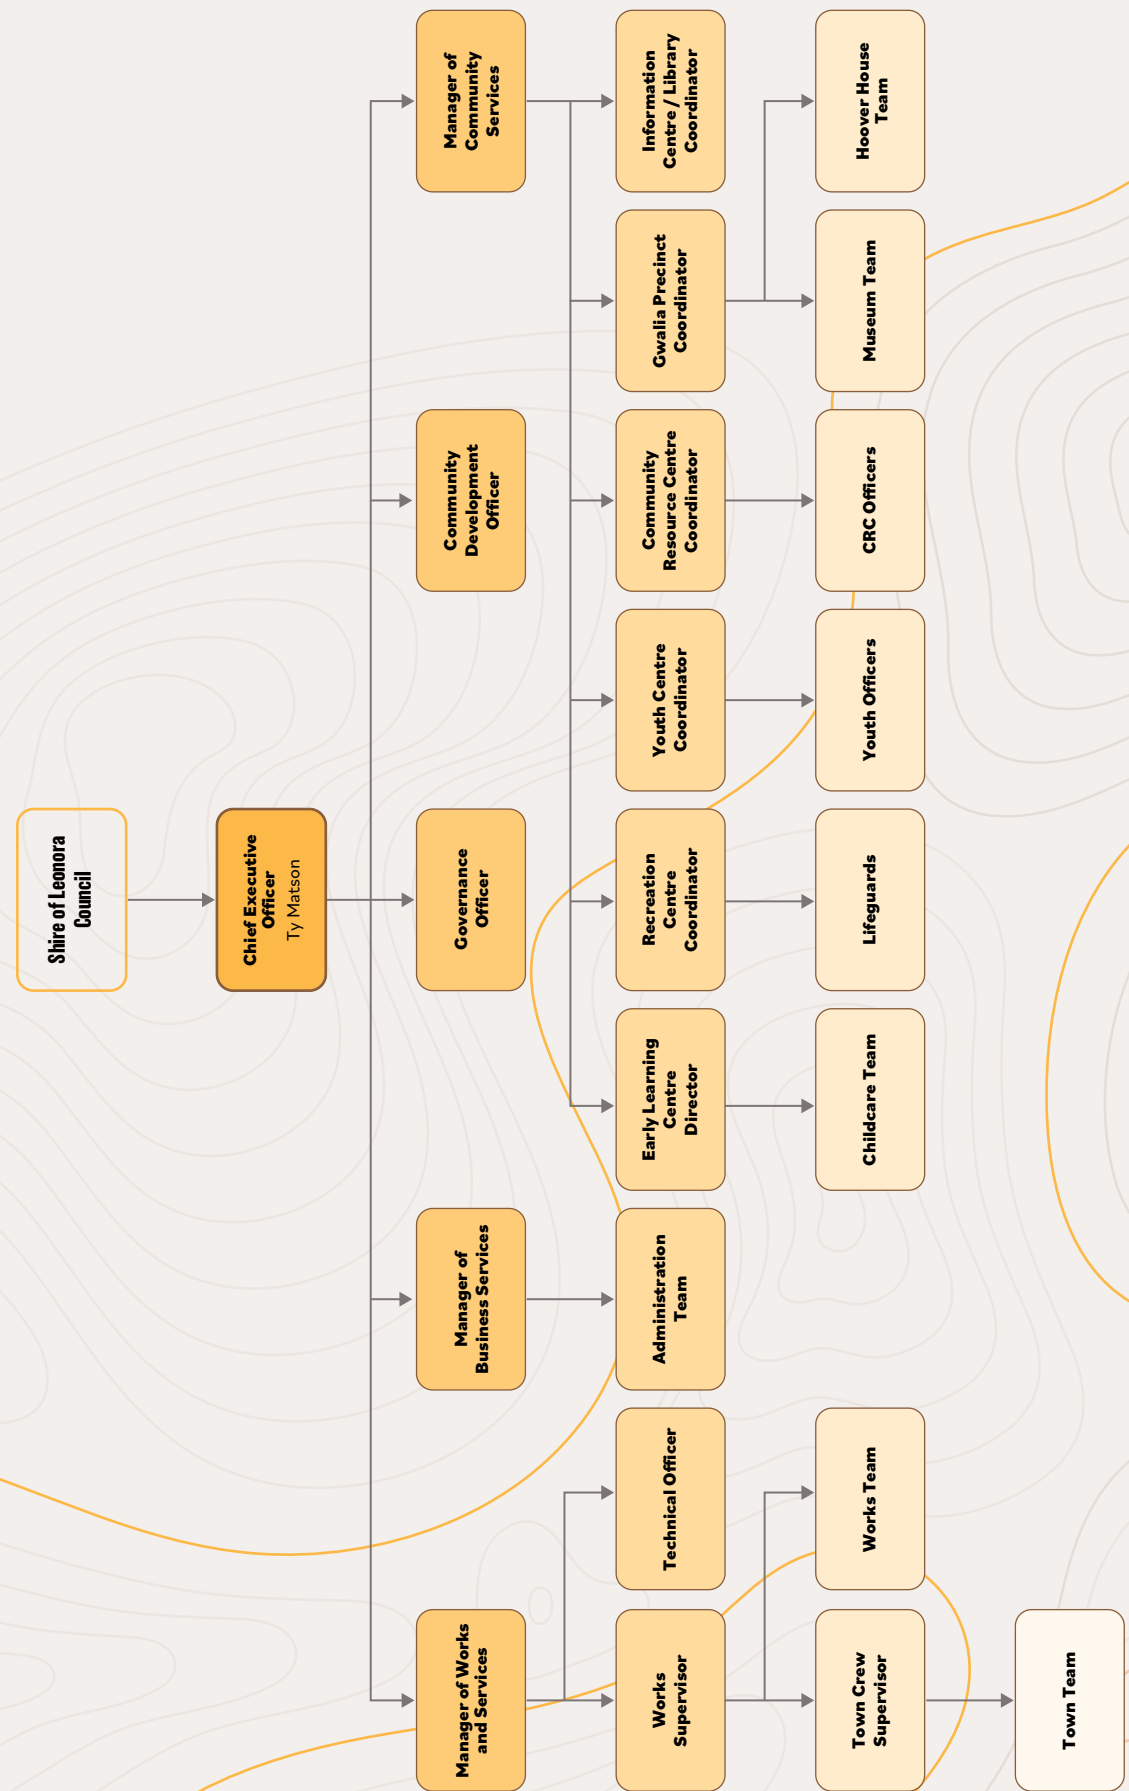 Shire of Leonora
Council
Chief Executive
Officer
Ty Matson
Manager of Works
and Services
Manager of
Business Services
Governance
Officer
Community
Development
Officer
Manager of
Community
Services
Works
Supervisor
Technical Officer
Administration
Team
Early Learning
Centre
Director
Recreation
Centre
Coordinator
Youth Centre
Coordinator
Community
Resource Centre
Coordinator
Gwalia Precinct
Coordinator
Information
Centre / Library
Coordinator
Town Crew
Supervisor
Works Team
Childcare Team
Lifeguards
Youth Officers
CRC Officers
Museum Team
Hoover House
Team
Town Team